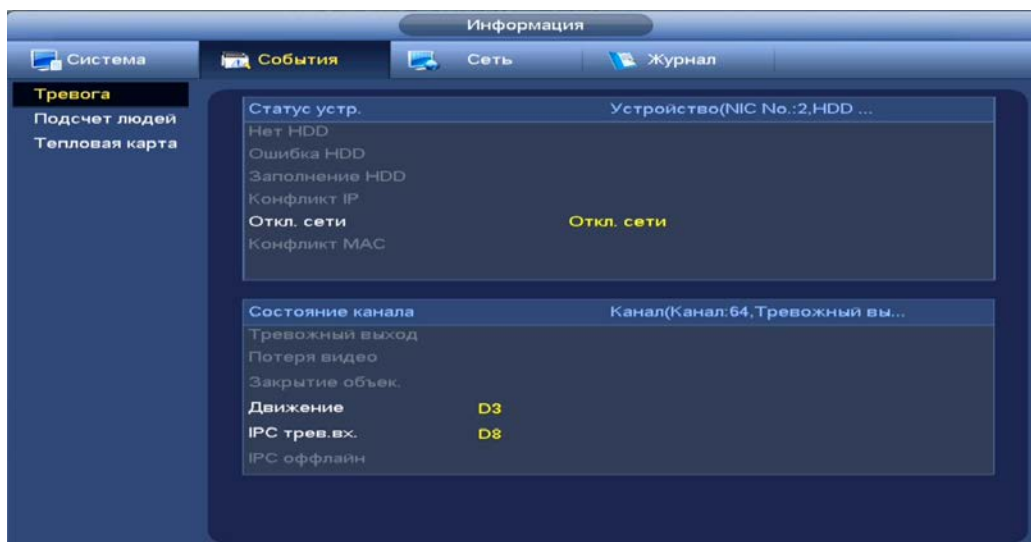 Информация
Система События Сеть Журнал
Тревога
Подсчет людей
Тепловая карта
Статус устр. Устройство(NIC No.:2,HDD ...
Нет HDD
Ошибка HDD
Заполнение HDD
Конфликт IP
Откл. сети Откл. сети
Конфликт MAC
Состояние канала Канал(Канал:64,Тревожный вы...
Тревожный выход
Потеря видео
Закрытие объек.
Движение D3
IPC трев.вх. D8
IPC оффлайн